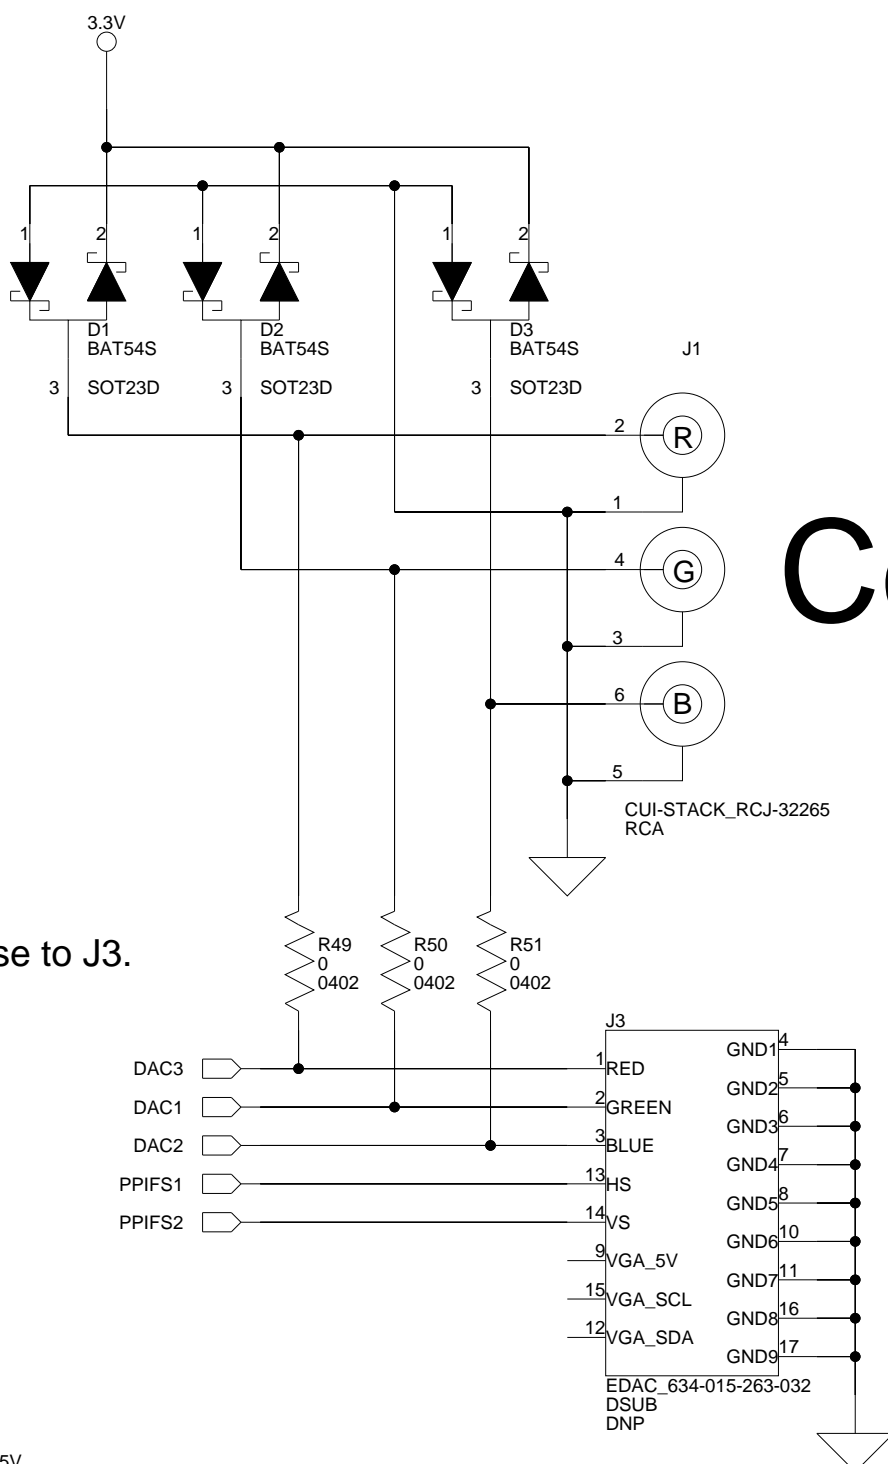 3.3V
1 2 1 2 1 2
D1
BAT54S
3 SOT23D
D2
BAT54S
3 SOT23D
D3
BAT54S
3 SOT23D
J1
2 R
1
4 G
3
6 B
5
CUI-STACK_RCJ-32265
RCA
se to J3.
R49
0
0402
R50
0
0402
R51
0
0402
J3
DAC3 1 RED GND1 4
GND2 5
DAC1 2 GREEN
GND3 6
DAC2 3 BLUE
GND4 7
PPIFS1 13 HS
GND5 8
PPIFS2 14 VS
GND6 10
9 VGA_5V
GND7 11
15 VGA_SCL
GND8 16
12 VGA_SDA
GND9 17
EDAC_634-015-263-032
DSUB
DNP
5V